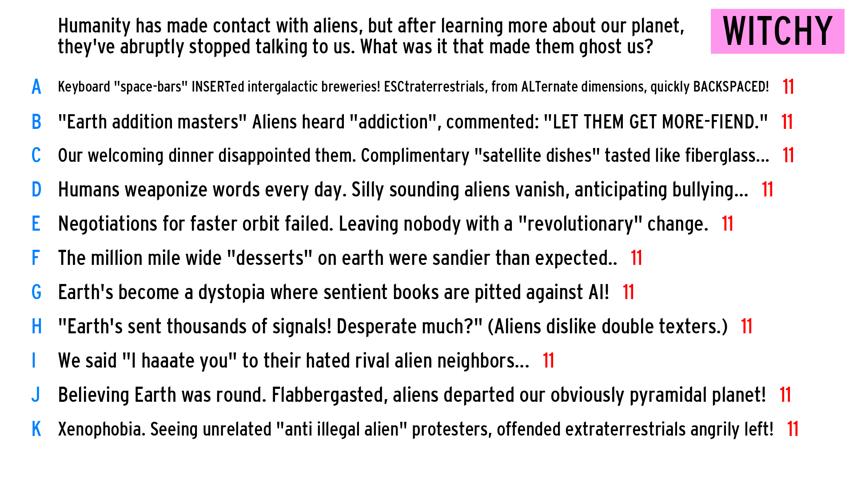 Humanity has made contact with aliens, but after learning more about our planet,
they've abruptly stopped talking to us. What was it that made them ghost us?
WITCHY
A Keyboard "space-bars" INSERTed intergalactic breweries! ESCtraterrestrials, from ALTernate dimensions, quickly BACKSPACED! 11
B "Earth addition masters" Aliens heard "addiction", commented: "LET THEM GET MORE-FIEND." 11
C Our welcoming dinner disappointed them. Complimentary "satellite dishes" tasted like fiberglass... 11
D Humans weaponize words every day. Silly sounding aliens vanish, anticipating bullying... 11
E Negotiations for faster orbit failed. Leaving nobody with a "revolutionary" change. 11
F The million mile wide "desserts" on earth were sandier than expected.. 11
G Earth's become a dystopia where sentient books are pitted against AI! 11
H "Earth's sent thousands of signals! Desperate much?" (Aliens dislike double texters.) 11
I We said "I haaate you" to their hated rival alien neighbors... 11
J Believing Earth was round. Flabbergasted, aliens departed our obviously pyramidal planet! 11
K Xenophobia. Seeing unrelated "anti illegal alien" protesters, offended extraterrestrials angrily left! 11